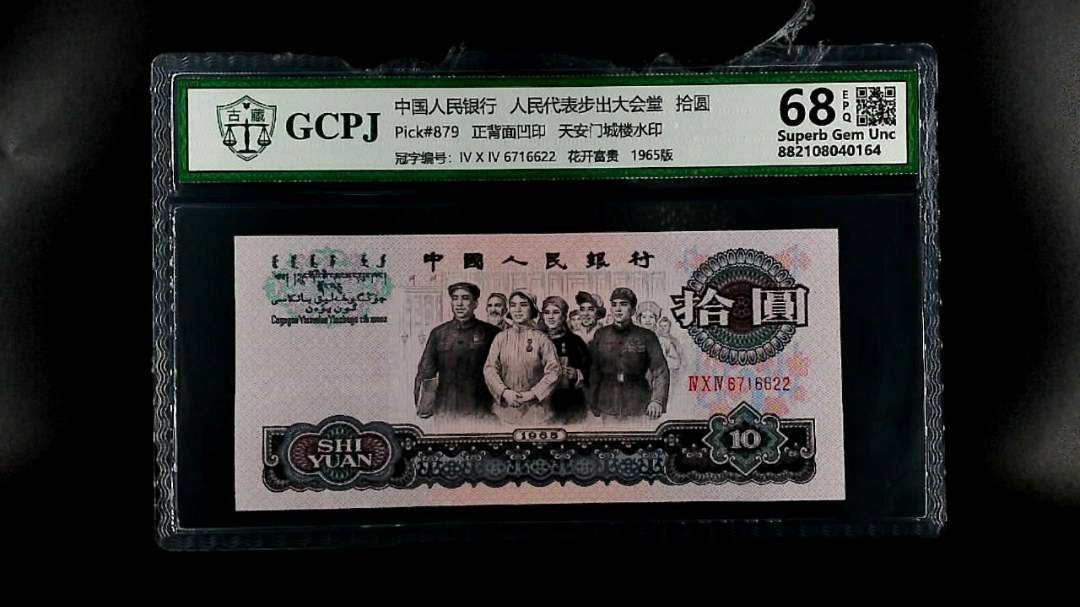 古 藏
GCPJ
中国人民银行 人民代表步出大会堂 拾圆
Pick#879 正背面凹印 天安门城楼水印
冠字编号：IV X IV 6716622 花开富贵 1965版
68
EPQ
Superb Gem Unc
882108040164
中國人民銀行
拾圓
IV X IV 6716622
1965
SHI
YUAN
10